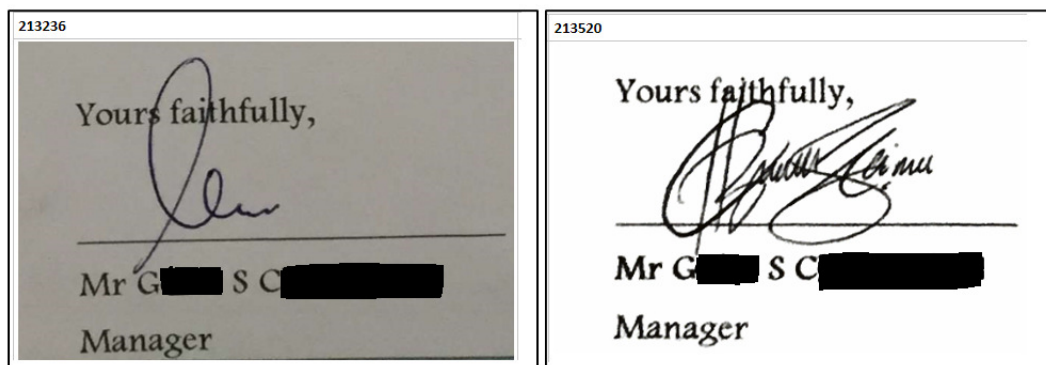 213236
Yours faithfully,
Mr G S C
Manager
213520
Yours faithfully,
Mr G S C
Manager